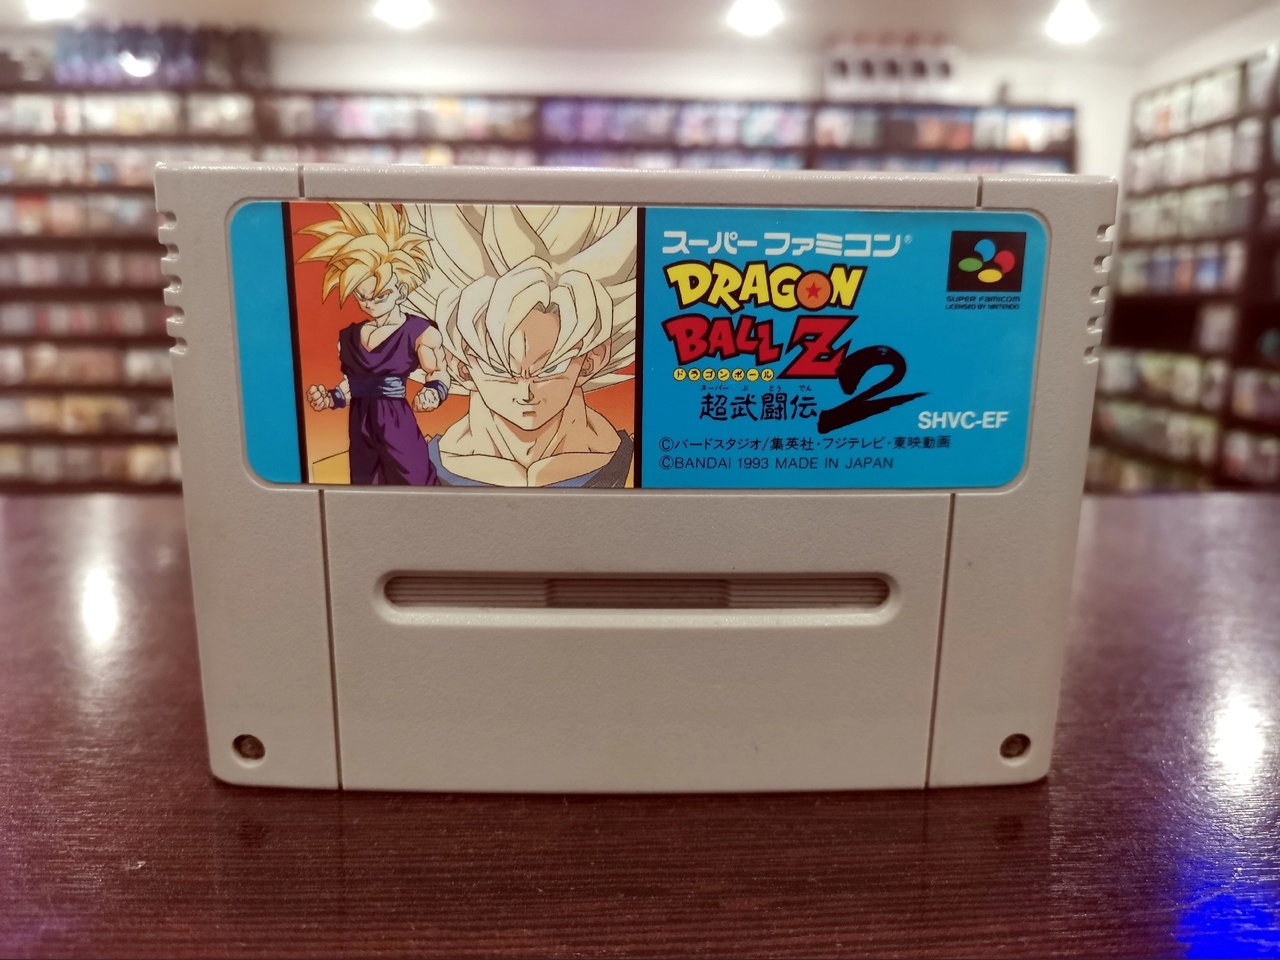 スーパーファミコン®
DRAGON
BALL Z
ドラゴンボール
スーパー ぶ とう でん
超武闘伝2
SHVC-EF
©バードスタジオ/集英社・フジテレビ・東映動画
©BANDAI 1993 MADE IN JAPAN
SUPER FAMICOM
LICENSED BY NINTENDO